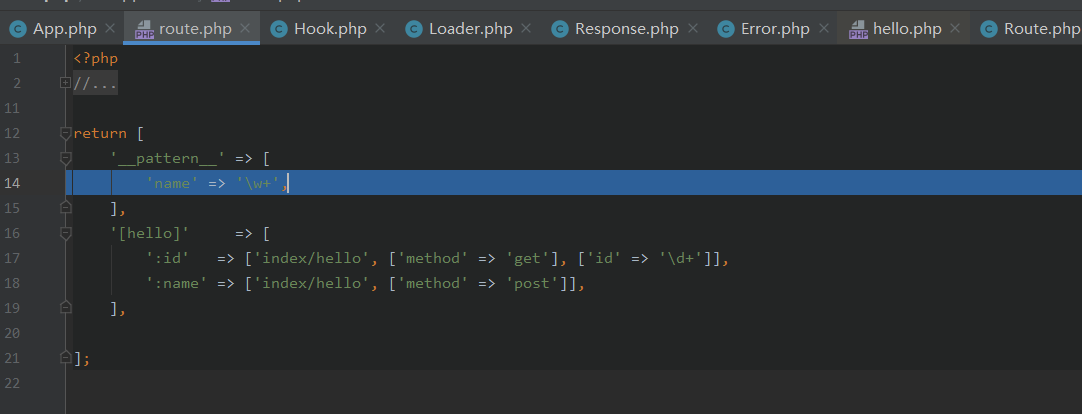 App.php route.php Hook.php Loader.php Response.php Error.php hello.php Route.php
1 <?php
2 //...
11
12 return [
13 '__pattern__' => [
14 'name' => '\w+',
15 ],
16 '[hello]' => [
17 ':id' => ['index/hello', ['method' => 'get'], ['id' => '\d+']],
18 ':name' => ['index/hello', ['method' => 'post']],
19 ],
20
21 ];
22